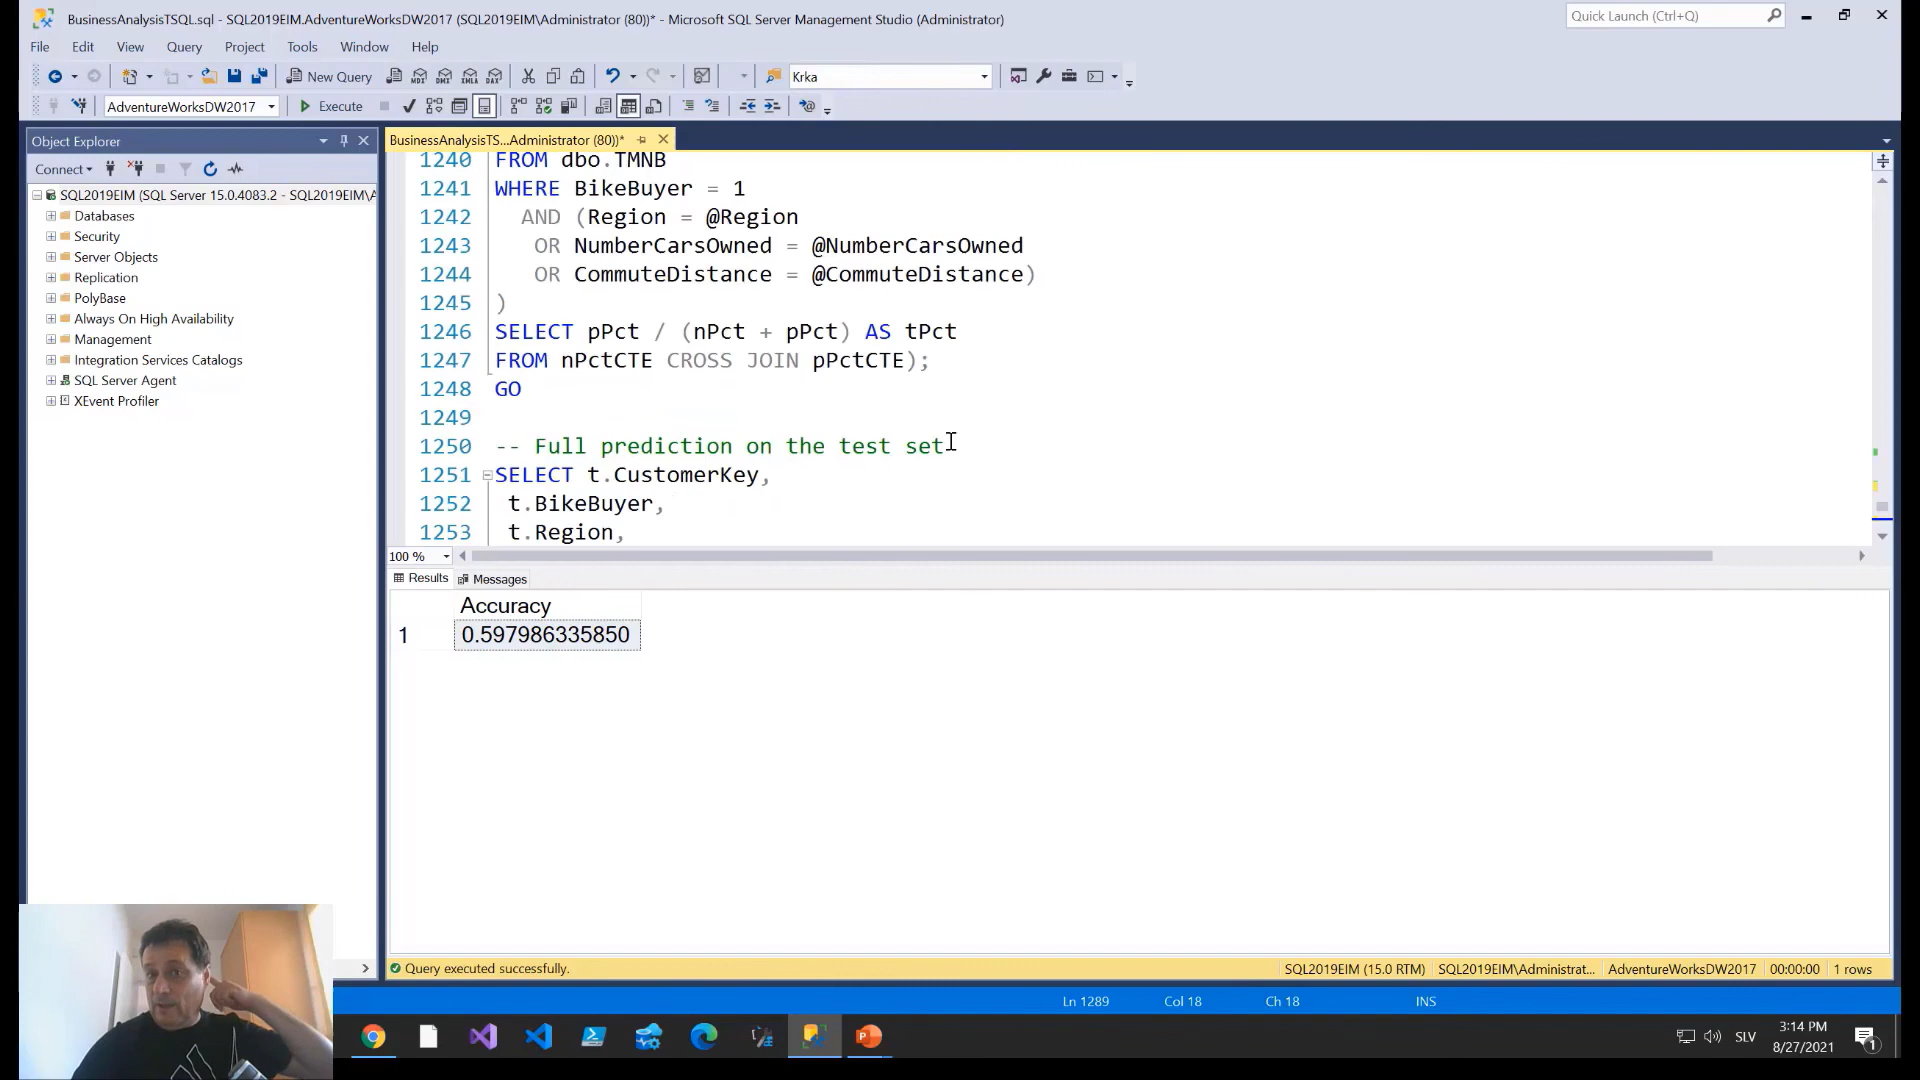 BusinessAnalysisTSQL.sql - SQL2019EIM.AdventureWorksDW2017 (SQL2019EIM\Administrator (80))* - Microsoft SQL Server Management Studio (Administrator)
Quick Launch (Ctrl+Q)
File Edit View Query Project Tools Window Help
New Query MDX DMX XMLA DAX Krka
AdventureWorksDW2017 Execute
Object Explorer
BusinessAnalysisTS...Administrator (80))*
Connect
SQL2019EIM (SQL Server 15.0.4083.2 - SQL2019EIM\A
Databases
Security
Server Objects
Replication
PolyBase
Always On High Availability
Management
Integration Services Catalogs
SQL Server Agent
XEvent Profiler
1240 FROM dbo.TMNB
1241 WHERE BikeBuyer = 1
1242 AND (Region = @Region
1243 OR NumberCarsOwned = @NumberCarsOwned
1244 OR CommuteDistance = @CommuteDistance)
1245 )
1246 SELECT pPct / (nPct + pPct) AS tPct
1247 FROM nPctCTE CROSS JOIN pPctCTE);
1248 GO
1249
1250 -- Full prediction on the test set
1251 SELECT t.CustomerKey,
1252 t.BikeBuyer,
1253 t.Region,
100 %
Results Messages
Accuracy
1 0.597986335850
Query executed successfully. SQL2019EIM (15.0 RTM) SQL2019EIM\Administrat... AdventureWorksDW2017 00:00:00 1 rows
Ln 1289 Col 18 Ch 18 INS
SLV 3:14 PM
8/27/2021 1